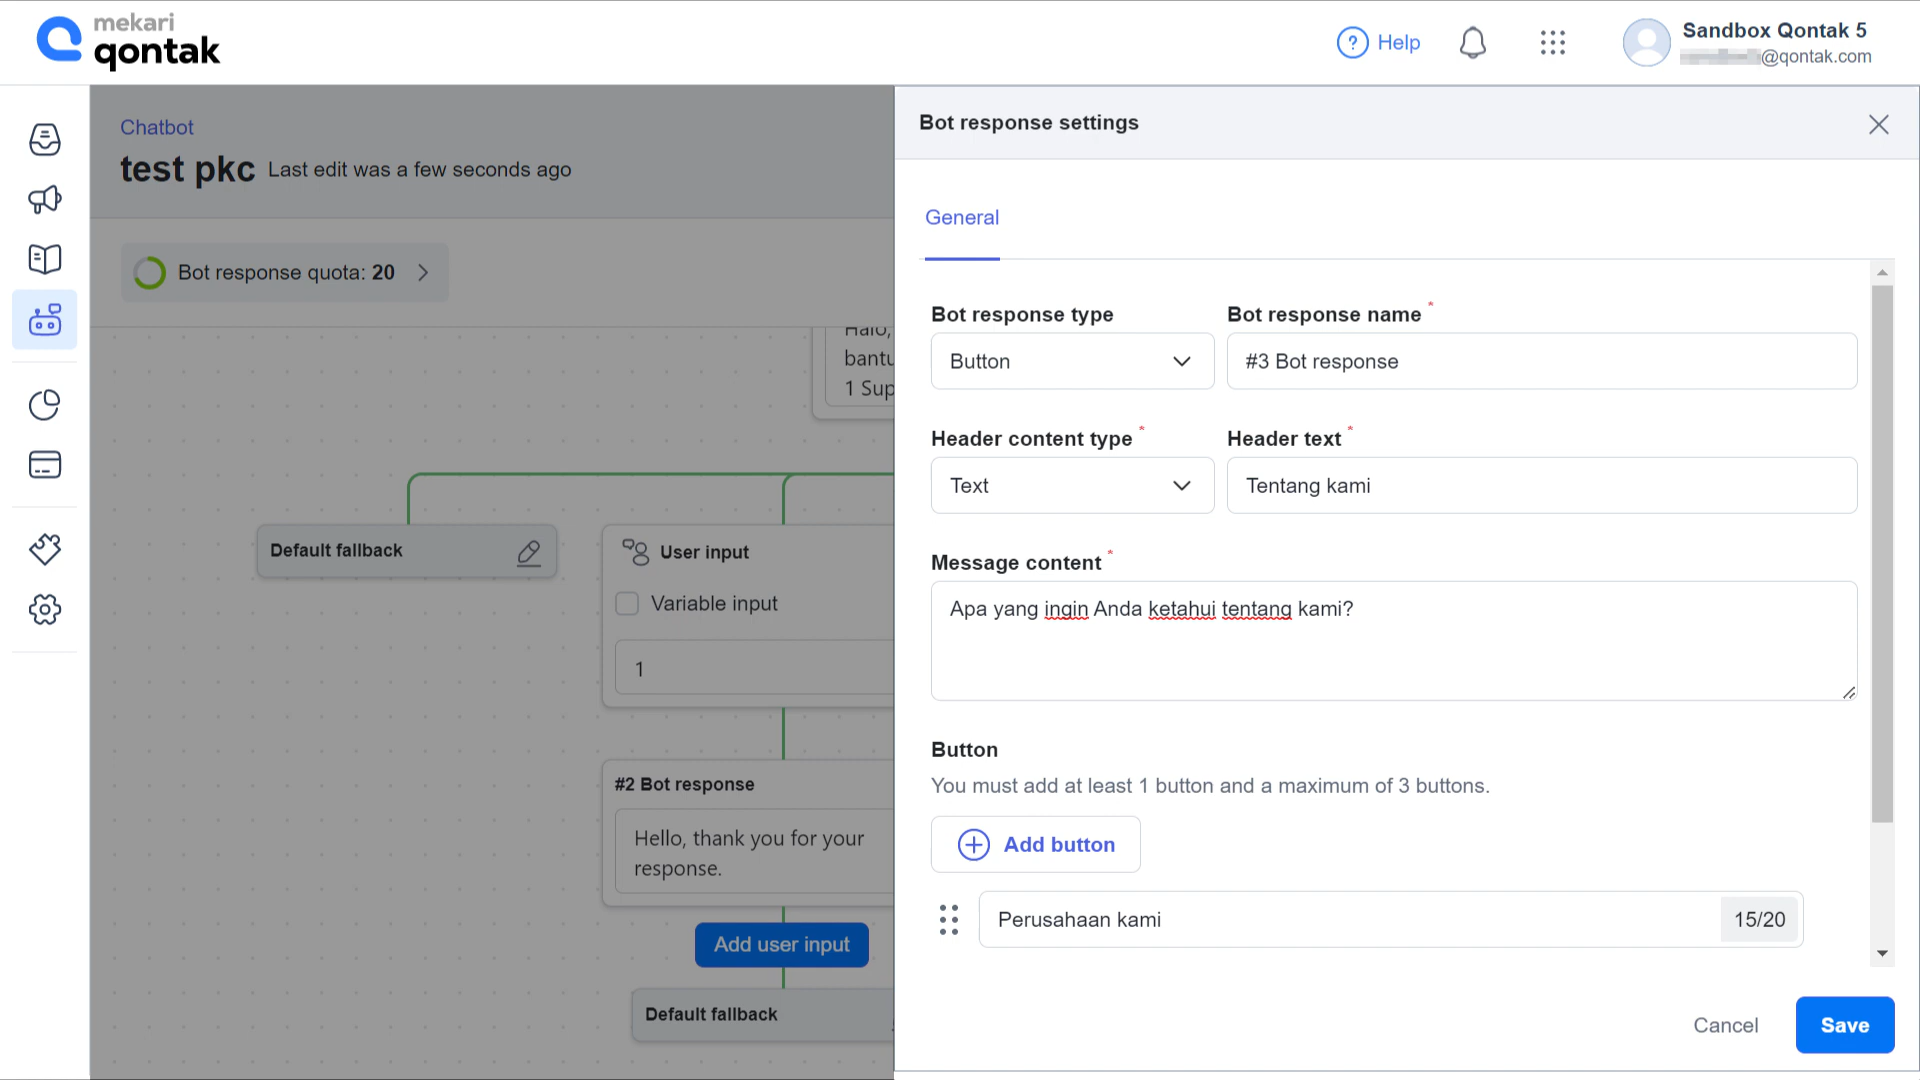 mekari
qontak
Help
Sandbox Qontak 5
@qontak.com
Chatbot
test pkc Last edit was a few seconds ago
Bot response quota: 20
Halo,
bantu
1 Sup
Default fallback
User input
Variable input
1
#2 Bot response
Hello, thank you for your
response.
Add user input
Default fallback
Bot response settings
General
Bot response type
Bot response name *
Button
#3 Bot response
Header content type *
Header text *
Text
Tentang kami
Message content *
Apa yang ingin Anda ketahui tentang kami?
Button
You must add at least 1 button and a maximum of 3 buttons.
Add button
Perusahaan kami
15/20
Cancel
Save